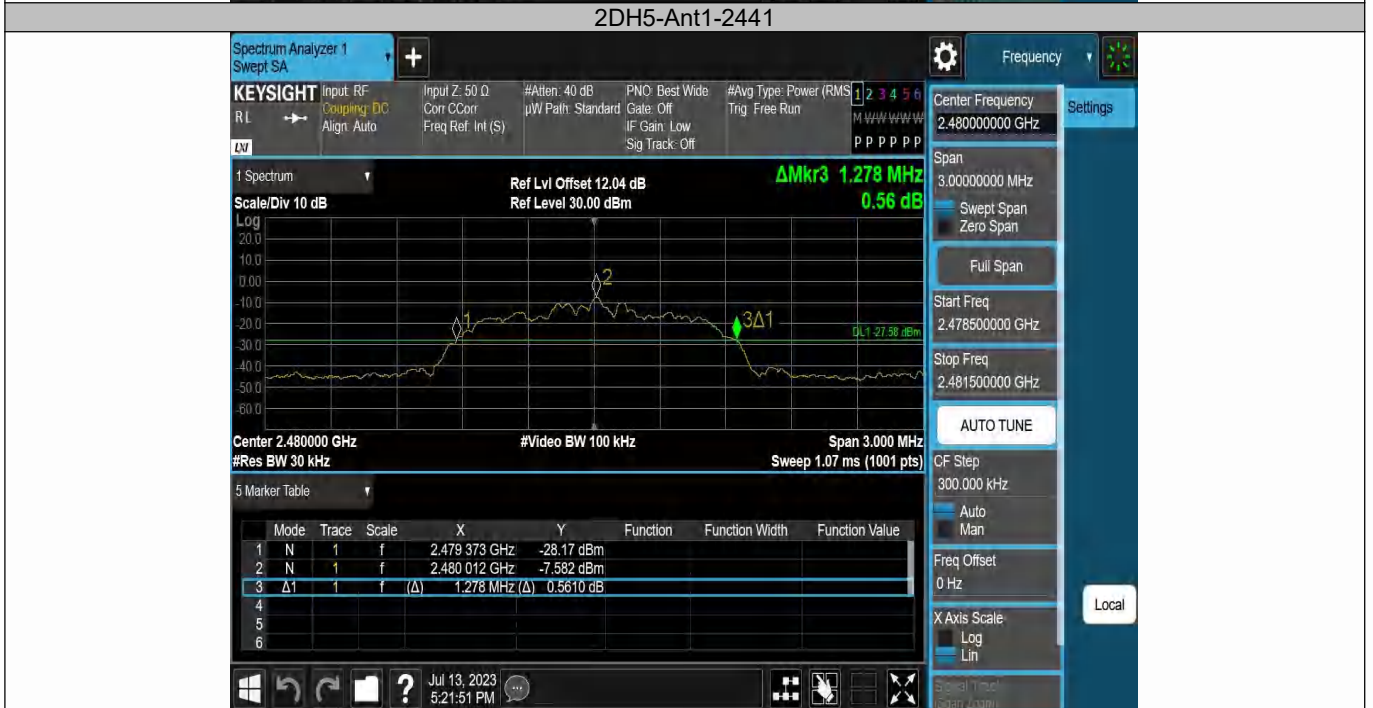 2DH5-Ant1-2441
Spectrum Analyzer 1
Swept SA
+
Frequency
KEYSIGHT
RL
LXI
Input: RF
Coupling: DC
Align: Auto
Input Z: 50 Ω
Corr CCorr
Freq Ref: Int (S)
#Atten: 40 dB
µW Path: Standard
PNO: Best Wide
Gate: Off
IF Gain: Low
Sig Track: Off
#Avg Type: Power (RMS
Trig: Free Run
1 2 3 4 5 6
M W W W W W
P P P P P P
1 Spectrum
Scale/Div 10 dB
Ref Lvl Offset 12.04 dB
Ref Level 30.00 dBm
ΔMkr3 1.278 MHz
0.56 dB
Log
20.0
10.0
0.00
-10.0
-20.0
-30.0
-40.0
-50.0
-60.0
1
2
3Δ1
DL1 -27.58 dBm
Center 2.480000 GHz
#Res BW 30 kHz
#Video BW 100 kHz
Span 3.000 MHz
Sweep 1.07 ms (1001 pts)
5 Marker Table
Mode Trace Scale X Y Function Function Width Function Value
1 N 1 f 2.479 373 GHz -28.17 dBm
2 N 1 f 2.480 012 GHz -7.582 dBm
3 Δ1 1 f (Δ) 1.278 MHz (Δ) 0.5610 dB
4
5
6
?
Jul 13, 2023
5:21:51 PM
Center Frequency
2.480000000 GHz
Settings
Span
3.00000000 MHz
Swept Span
Zero Span
Full Span
Start Freq
2.478500000 GHz
Stop Freq
2.481500000 GHz
AUTO TUNE
CF Step
300.000 kHz
Auto
Man
Freq Offset
0 Hz
X Axis Scale
Log
Lin
Local